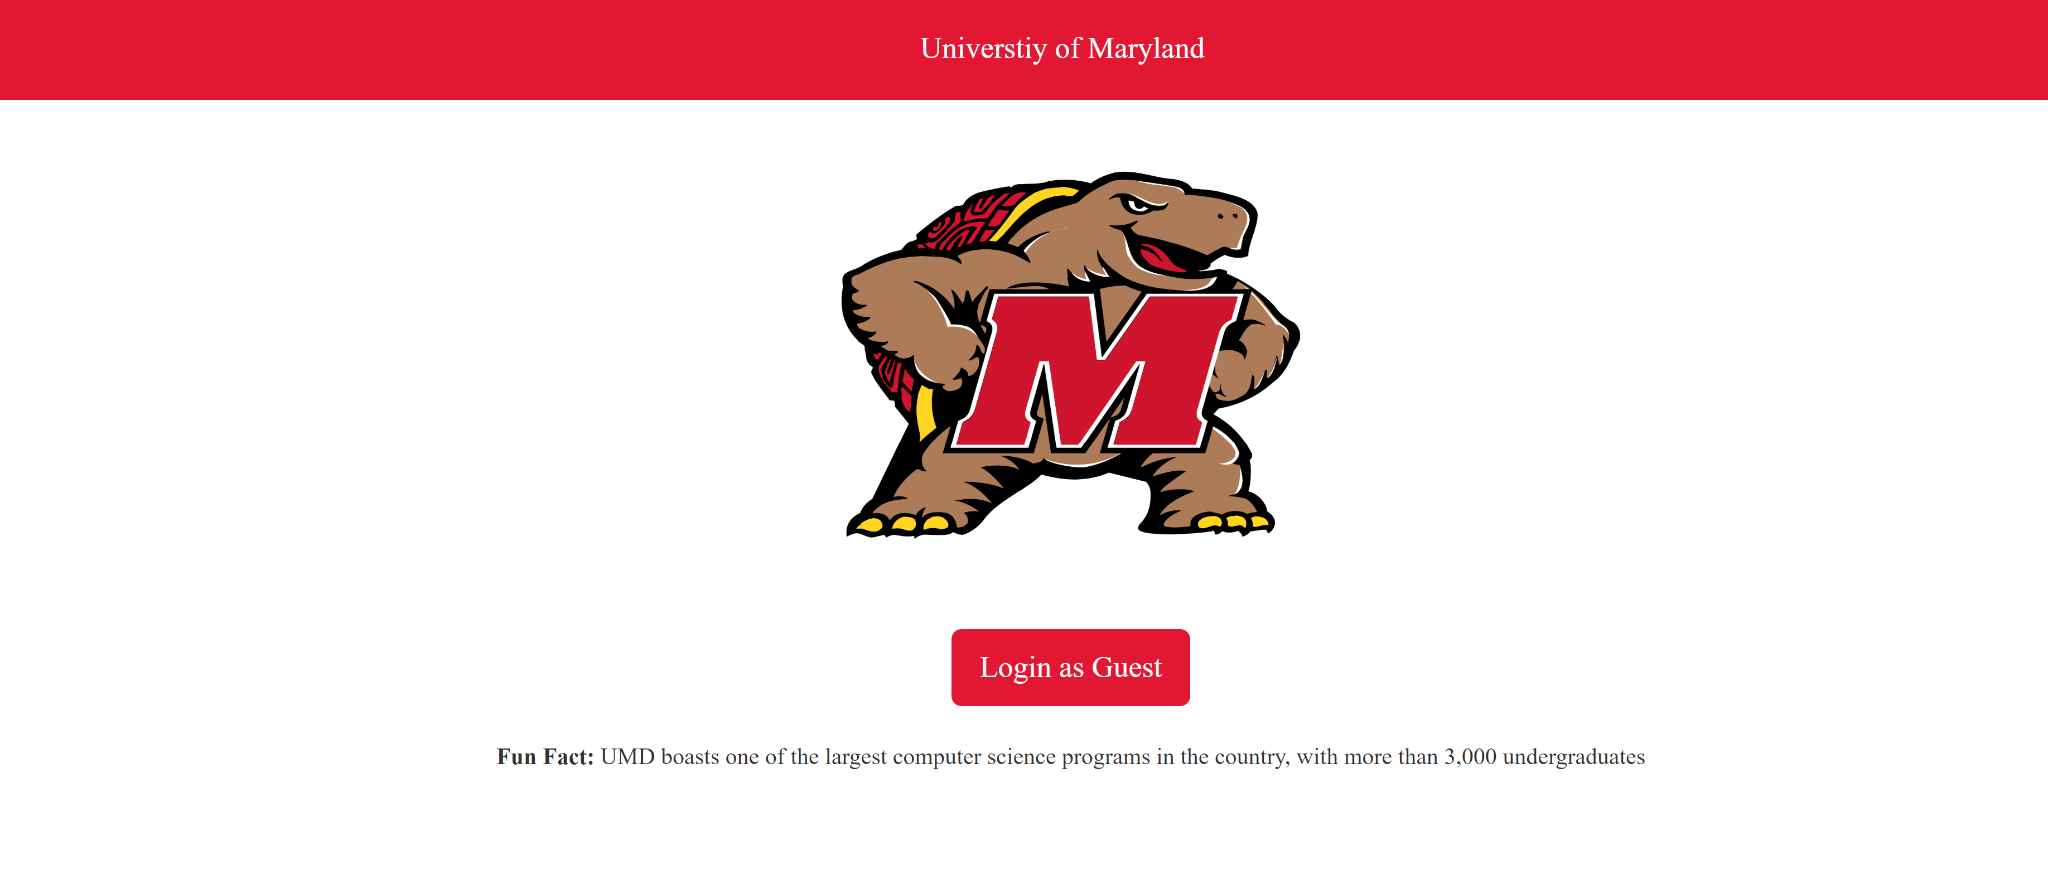 Universtiy of Maryland
M
Login as Guest
Fun Fact: UMD boasts one of the largest computer science programs in the country, with more than 3,000 undergraduates